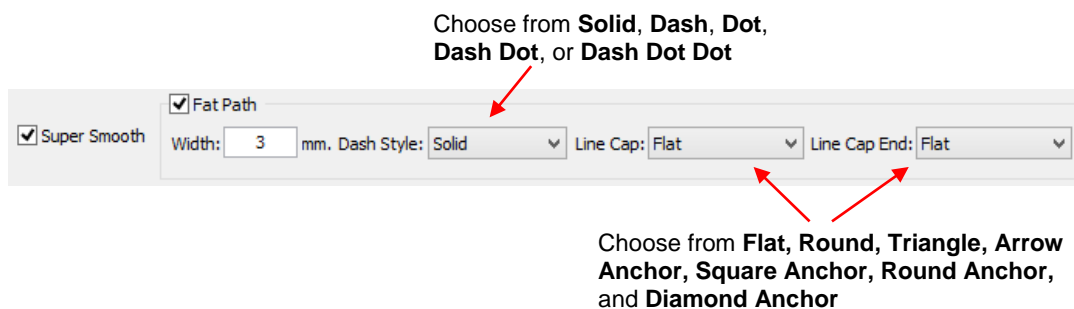 Choose from Solid, Dash, Dot,
Dash Dot, or Dash Dot Dot
Fat Path
Super Smooth
Width: 3 mm. Dash Style: Solid Line Cap: Flat Line Cap End: Flat
Choose from Flat, Round, Triangle, Arrow
Anchor, Square Anchor, Round Anchor,
and Diamond Anchor